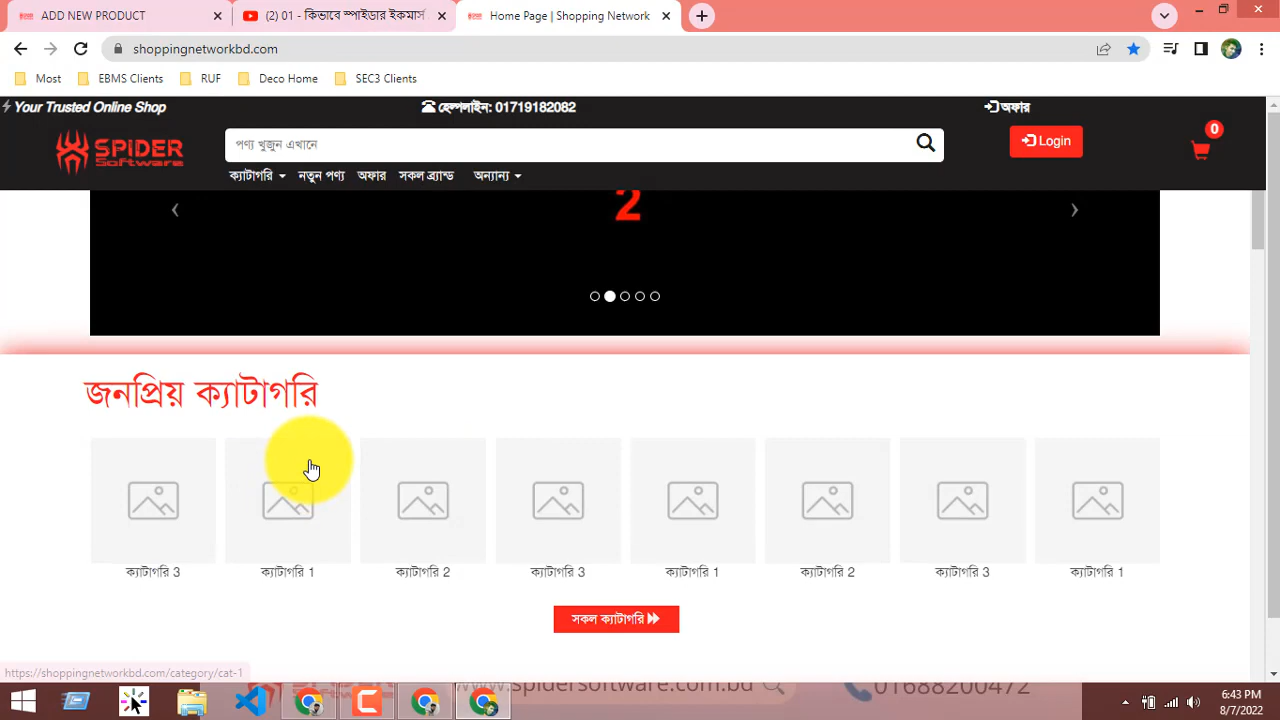 ADD NEW PRODUCT
(2) 01 - কিভাবে স্পাইডার ইকমার্স
Home Page | Shopping Network
shoppingnetworkbd.com
Most
EBMS Clients
RUF
Deco Home
SEC3 Clients
Your Trusted Online Shop
হেল্পলাইন: 01719182082
অফার
SPIDER
Software
পণ্য খুজুন এখানে
Login
0
ক্যাটাগরি
নতুন পণ্য
অফার
সকল ব্র্যান্ড
অন্যান্য
2
জনপ্রিয় ক্যাটাগরি
ক্যাটাগরি 3
ক্যাটাগরি 1
ক্যাটাগরি 2
ক্যাটাগরি 3
ক্যাটাগরি 1
ক্যাটাগরি 2
ক্যাটাগরি 3
ক্যাটাগরি 1
সকল ক্যাটাগরি
https://shoppingnetworkbd.com/category/cat-1
www.spidersoftware.com.bd
01688200472
6:43 PM
8/7/2022